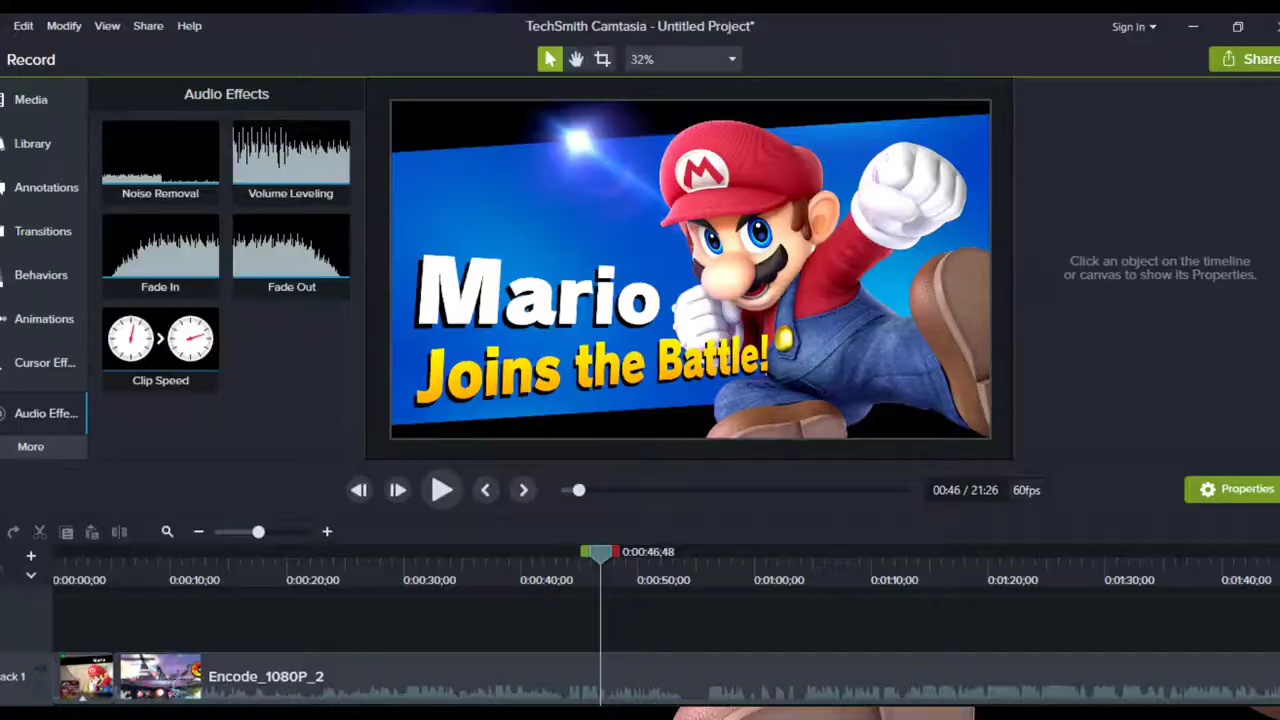 Edit Modify View Share Help
TechSmith Camtasia - Untitled Project*
Sign In
Record
32%
Share
Media
Library
Annotations
Transitions
Behaviors
Animations
Cursor Eff...
Audio Effe...
More
Audio Effects
Noise Removal
Volume Leveling
Fade In
Fade Out
Clip Speed
M
Mario
Joins the Battle!
Click an object on the timeline
or canvas to show its Properties.
00:46 / 21:26 60fps
Properties
0:00:46;48
0:00:00;00 0:00:10;00 0:00:20;00 0:00:30;00 0:00:40;00 0:00:50;00 0:01:00;00 0:01:10;00 0:01:20;00 0:01:30;00 0:01:40;00
ack 1
Encode_1080P_2